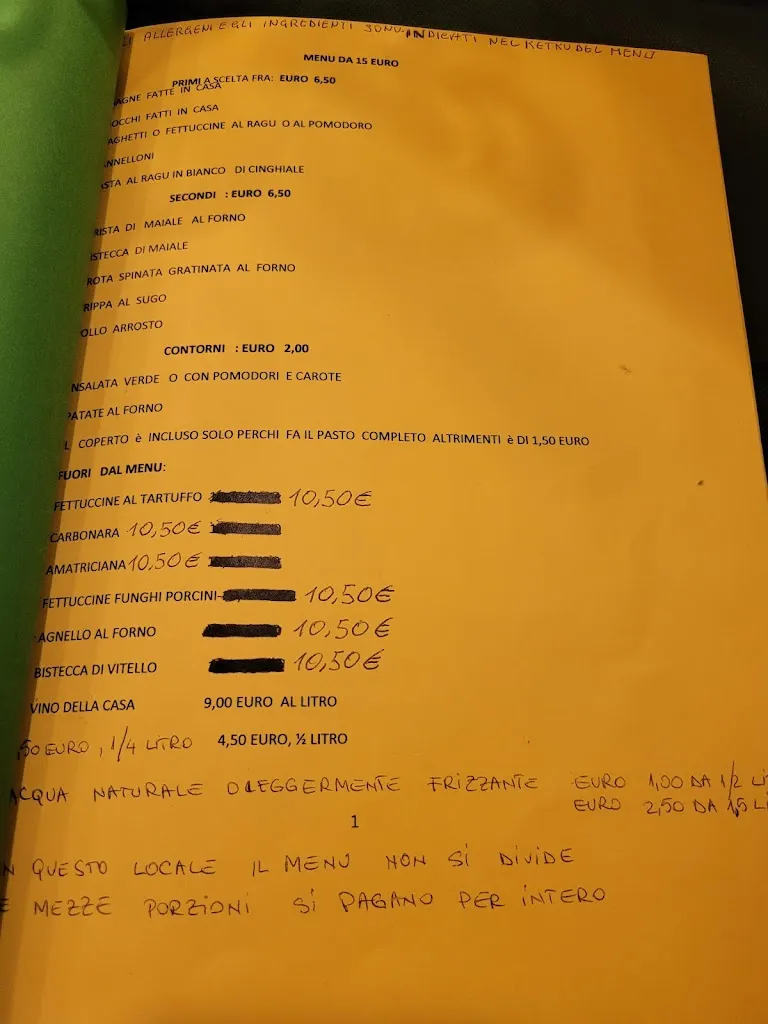 LI ALLERGENI E GLI INGREDIENTI SONO INDICATI NEL RETRO DEL MENU
MENU DA 15 EURO
PRIMI A SCELTA FRA: EURO 6,50
AGNE FATTE IN CASA
OCCHI FATTI IN CASA
AGHETTI O FETTUCCINE AL RAGU O AL POMODORO
ANNELLONI
ASTA AL RAGU IN BIANCO DI CINGHIALE
SECONDI : EURO 6,50
RISTA DI MAIALE AL FORNO
ISTECCA DI MAIALE
ROTA SPINATA GRATINATA AL FORNO
RIPPA AL SUGO
OLLO ARROSTO
CONTORNI : EURO 2,00
NSALATA VERDE O CON POMODORI E CAROTE
PATATE AL FORNO
L COPERTO è INCLUSO SOLO PERCHI FA IL PASTO COMPLETO ALTRIMENTI è DI 1,50 EURO
FUORI DAL MENU:
FETTUCCINE AL TARTUFFO 10,50€
CARBONARA 10,50€
AMATRICIANA 10,50€
FETTUCCINE FUNGHI PORCINI- 10,50€
AGNELLO AL FORNO 10,50€
BISTECCA DI VITELLO 10,50€
VINO DELLA CASA 9,00 EURO AL LITRO
,50 EURO, 1/4 LITRO 4,50 EURO, ½ LITRO
ACQUA NATURALE O LEGGERMENTE FRIZZANTE EURO 1,00 DA 1/2 LI
EURO 2,50 DA 1,5 LI
1
N QUESTO LOCALE IL MENU NON SI DIVIDE
E MEZZE PORZIONI SI PAGANO PER INTERO